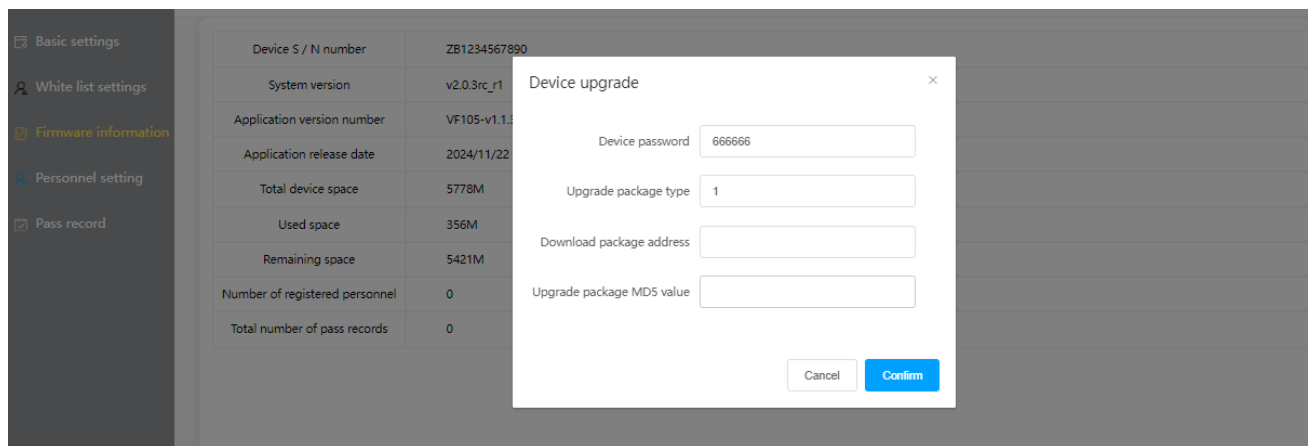 Basic settings
White list settings
Firmware information
Personnel setting
Pass record
Device S / N number ZB1234567890
System version v2.0.3rc_r1
Application version number VF105-v1.1.
Application release date 2024/11/22
Total device space 5778M
Used space 356M
Remaining space 5421M
Number of registered personnel 0
Total number of pass records 0
Device upgrade
Device password 666666
Upgrade package type 1
Download package address
Upgrade package MD5 value
Cancel Confirm